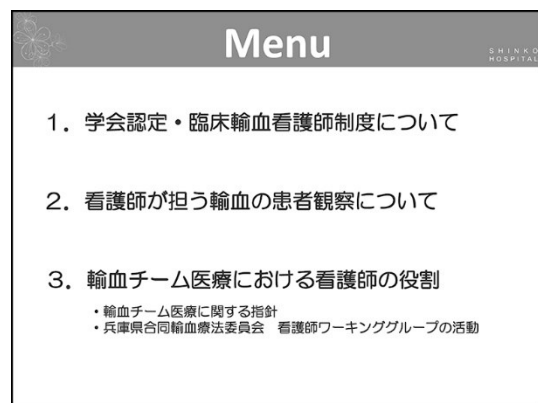 Menu
SHINKO
HOSPITAL
1．学会認定・臨床輸血看護師制度について
2．看護師が担う輸血の患者観察について
3．輸血チーム医療における看護師の役割
・輸血チーム医療に関する指針
・兵庫県合同輸血療法委員会　看護師ワーキンググループの活動